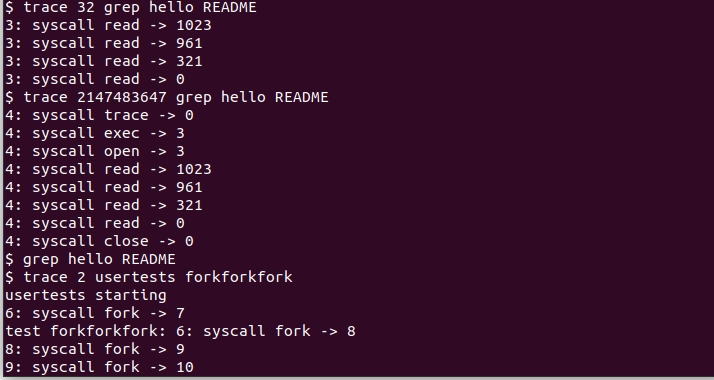 $ trace 32 grep hello README
3: syscall read -> 1023
3: syscall read -> 961
3: syscall read -> 321
3: syscall read -> 0
$ trace 2147483647 grep hello README
4: syscall trace -> 0
4: syscall exec -> 3
4: syscall open -> 3
4: syscall read -> 1023
4: syscall read -> 961
4: syscall read -> 321
4: syscall read -> 0
4: syscall close -> 0
$ grep hello README
$ trace 2 usertests forkforkfork
usertests starting
6: syscall fork -> 7
test forkforkfork: 6: syscall fork -> 8
8: syscall fork -> 9
9: syscall fork -> 10